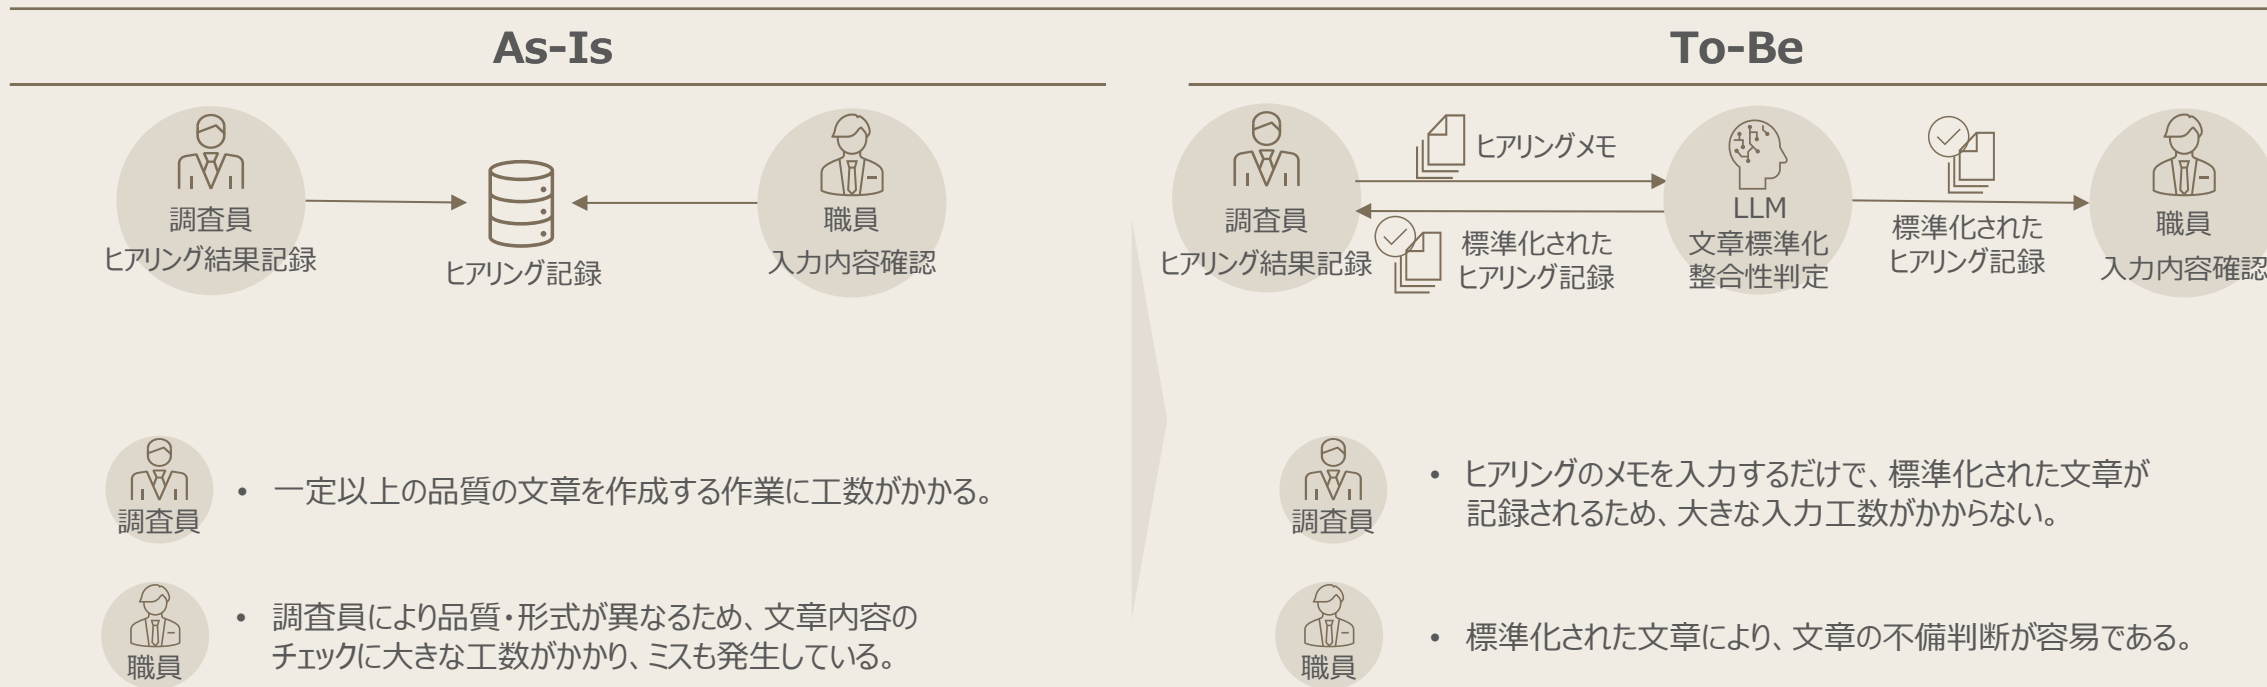 As-Is
調査員
ヒアリング結果記録
ヒアリング記録
職員
入力内容確認
調査員
• 一定以上の品質の文章を作成する作業に工数がかかる。
職員
• 調査員により品質・形式が異なるため、文章内容の
チェックに大きな工数がかかり、ミスも発生している。
To-Be
調査員
ヒアリング結果記録
ヒアリングメモ
標準化された
ヒアリング記録
LLM
文章標準化
整合性判定
標準化された
ヒアリング記録
職員
入力内容確認
調査員
• ヒアリングのメモを入力するだけで、標準化された文章が
記録されるため、大きな入力工数がかからない。
職員
• 標準化された文章により、文章の不備判断が容易である。